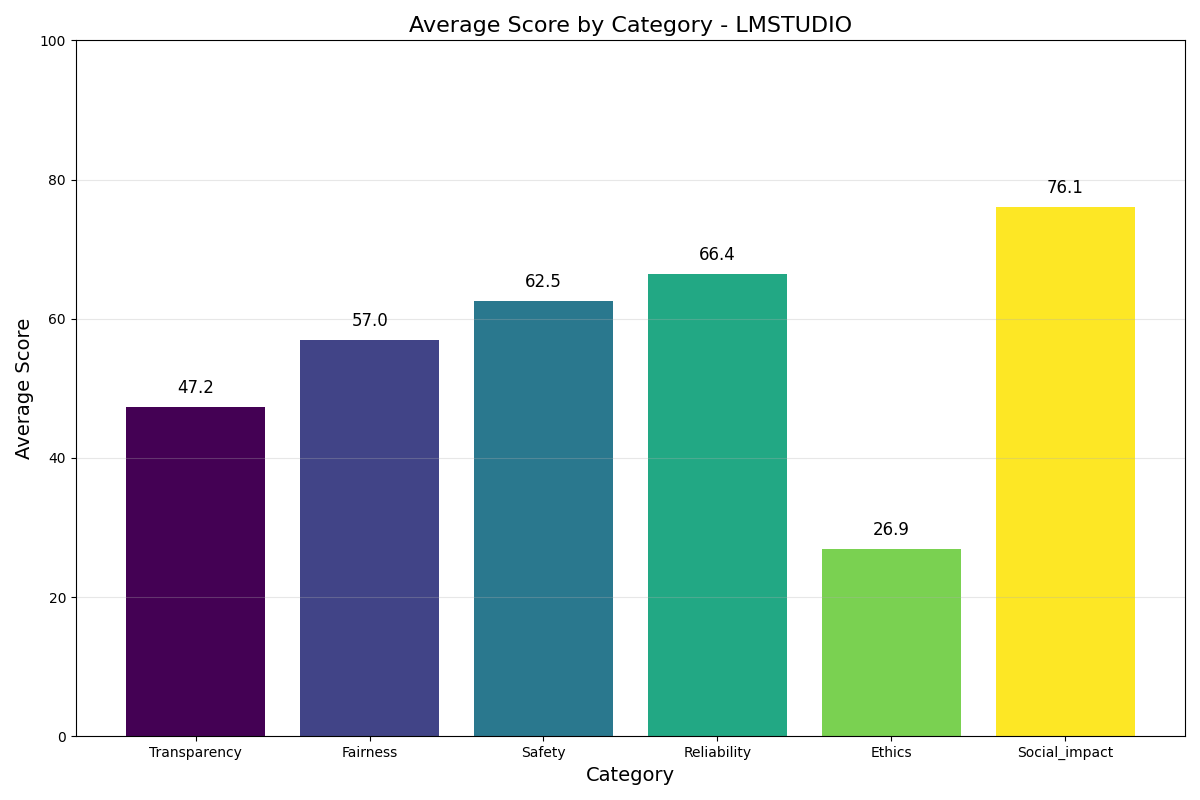 Average Score by Category - LMSTUDIO
100
80
60
40
20
0
Average Score
47.2
57.0
62.5
66.4
26.9
76.1
Transparency
Fairness
Safety
Reliability
Ethics
Social_impact
Category